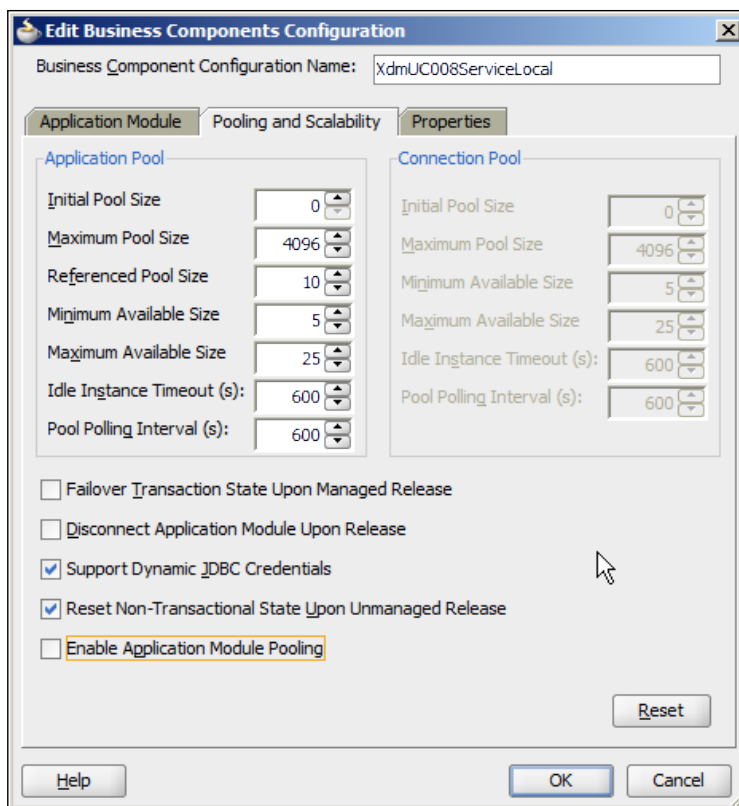 Edit Business Components Configuration
Business Component Configuration Name: XdmUC008ServiceLocal
Application Module Pooling and Scalability Properties
Application Pool
Initial Pool Size 0
Maximum Pool Size 4096
Referenced Pool Size 10
Minimum Available Size 5
Maximum Available Size 25
Idle Instance Timeout (s): 600
Pool Polling Interval (s): 600
Connection Pool
Initial Pool Size 0
Maximum Pool Size 4096
Minimum Available Size 5
Maximum Available Size 25
Idle Instance Timeout (s): 600
Pool Polling Interval (s): 600
Failover Transaction State Upon Managed Release
Disconnect Application Module Upon Release
Support Dynamic JDBC Credentials
Reset Non-Transactional State Upon Unmanaged Release
Enable Application Module Pooling
Reset
Help OK Cancel